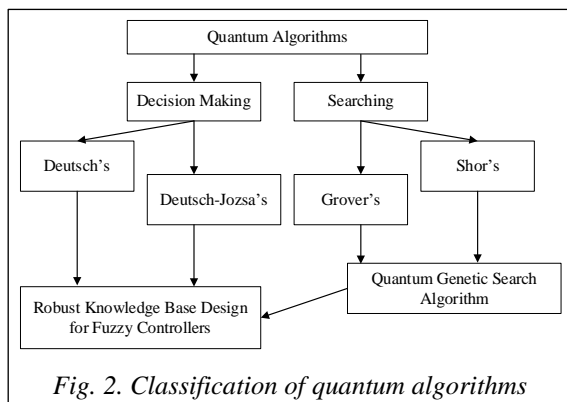 Quantum Algorithms
Decision Making
Searching
Deutsch’s
Shor’s
Deutsch-Jozsa’s
Grover’s
Quantum Genetic Search
Algorithm
Robust Knowledge Base Design
for Fuzzy Controllers
Fig. 2. Classification of quantum algorithms